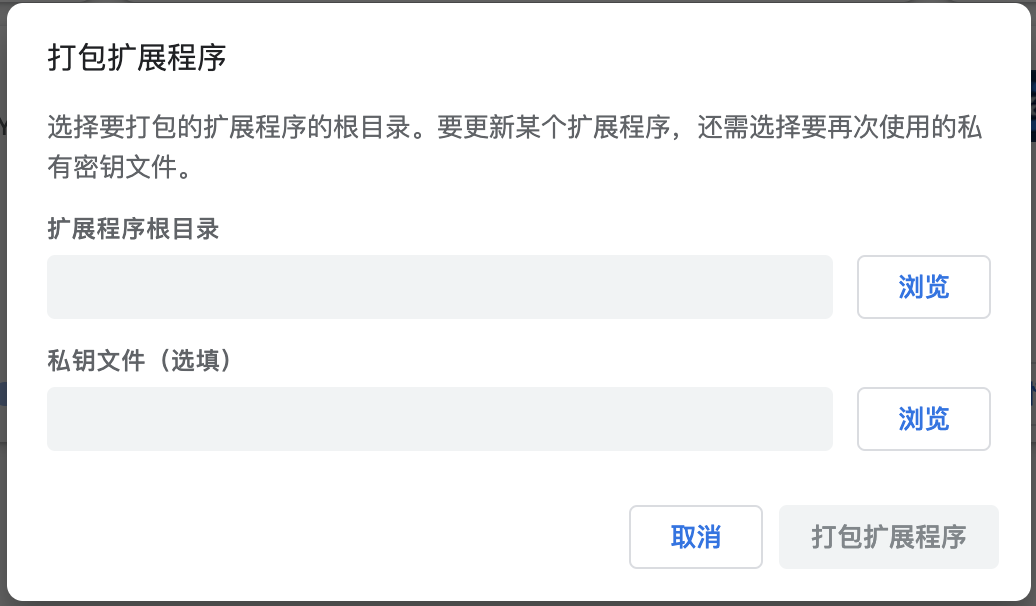 打包扩展程序
选择要打包的扩展程序的根目录。要更新某个扩展程序，还需选择要再次使用的私
有密钥文件。
扩展程序根目录
浏览
私钥文件（选填）
浏览
取消
打包扩展程序